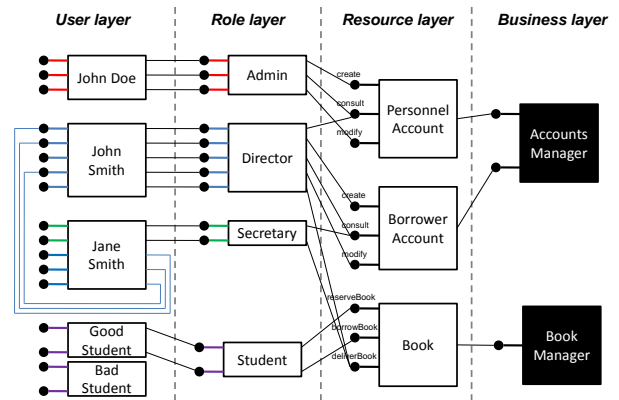 User layer
Role layer
Resource layer
Business layer
John Doe
Admin
create
consult
modify
Personnel
Account
Accounts
Manager
John
Smith
Director
create
consult
modify
Borrower
Account
Jane
Smith
Secretary
Good
Student
Bad
Student
Student
reserveBook
borrowBook
deliverBook
Book
Book
Manager